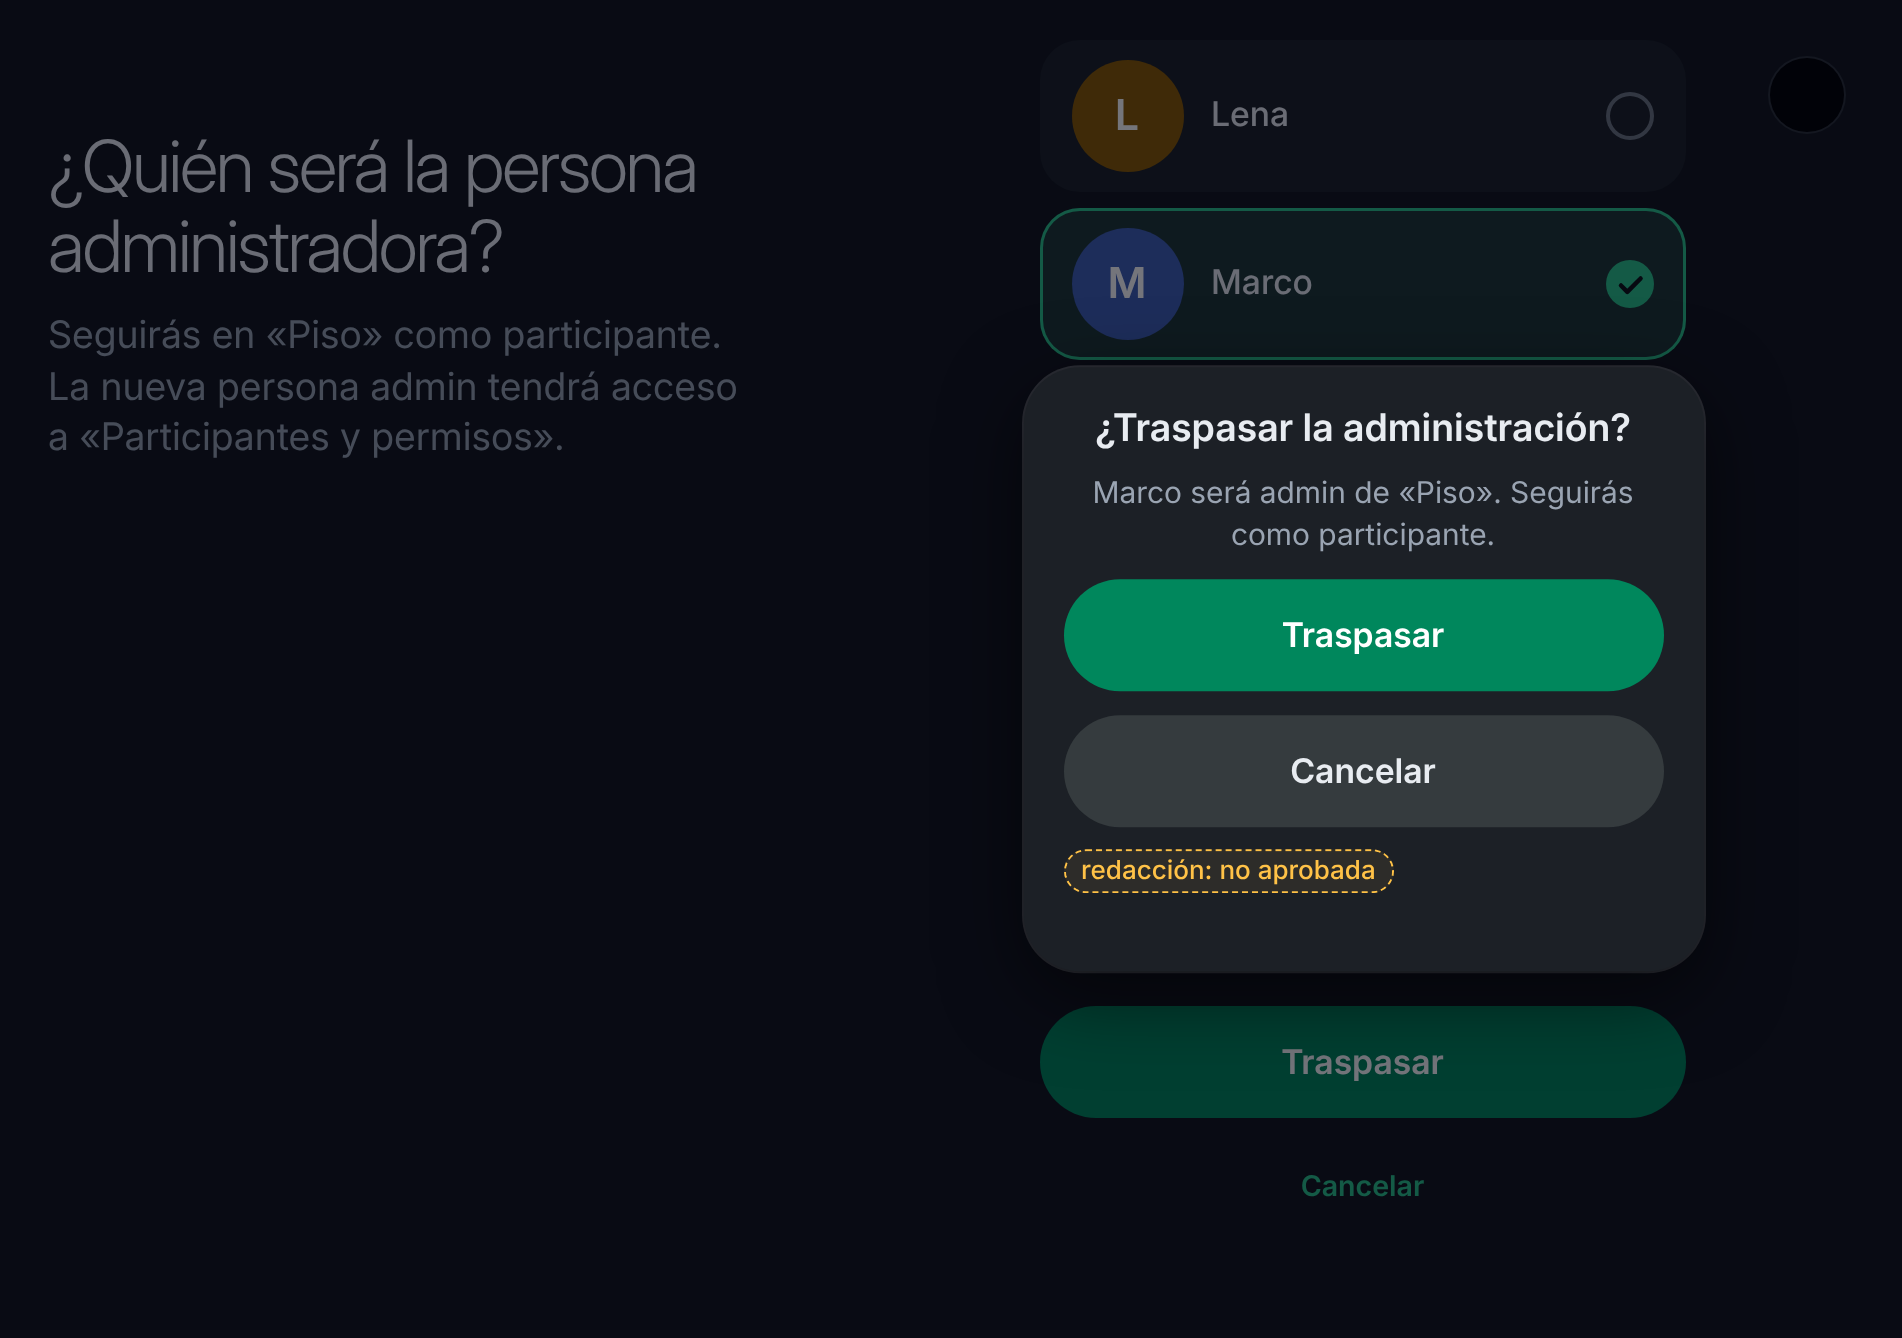 ¿Quién será la persona
administradora?
Seguirás en «Piso» como participante.
La nueva persona admin tendrá acceso
a «Participantes y permisos».
L
Lena
M
Marco
¿Traspasar la administración?
Marco será admin de «Piso». Seguirás
como participante.
Traspasar
Cancelar
redacción: no aprobada
Traspasar
Cancelar